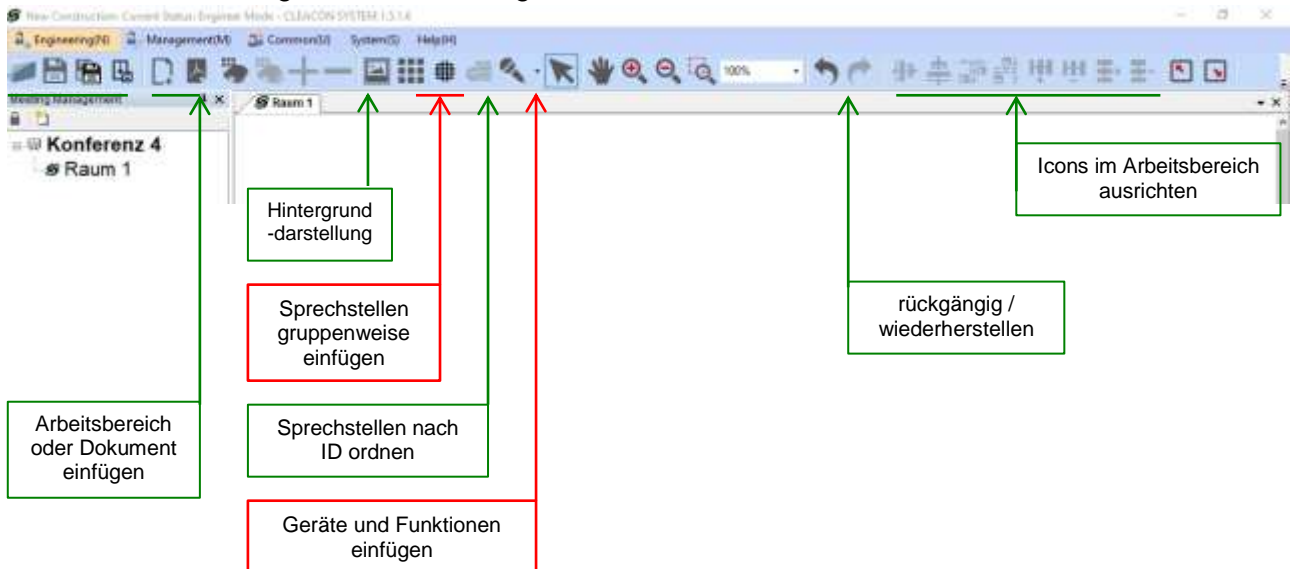 New Construction: Current Status: Engineer Mode - CLEACON SYSTEM 1.3.1.6
Engineering(N) Management(M) Common(U) System(S) Help(H)
100%
Meeting Management
Raum 1
Konferenz 4
Raum 1
Icons im Arbeitsbereich
ausrichten
Hintergrund
-darstellung
Sprechstellen
gruppenweise
einfügen
rückgängig /
wiederherstellen
Arbeitsbereich
oder Dokument
einfügen
Sprechstellen nach
ID ordnen
Geräte und Funktionen
einfügen